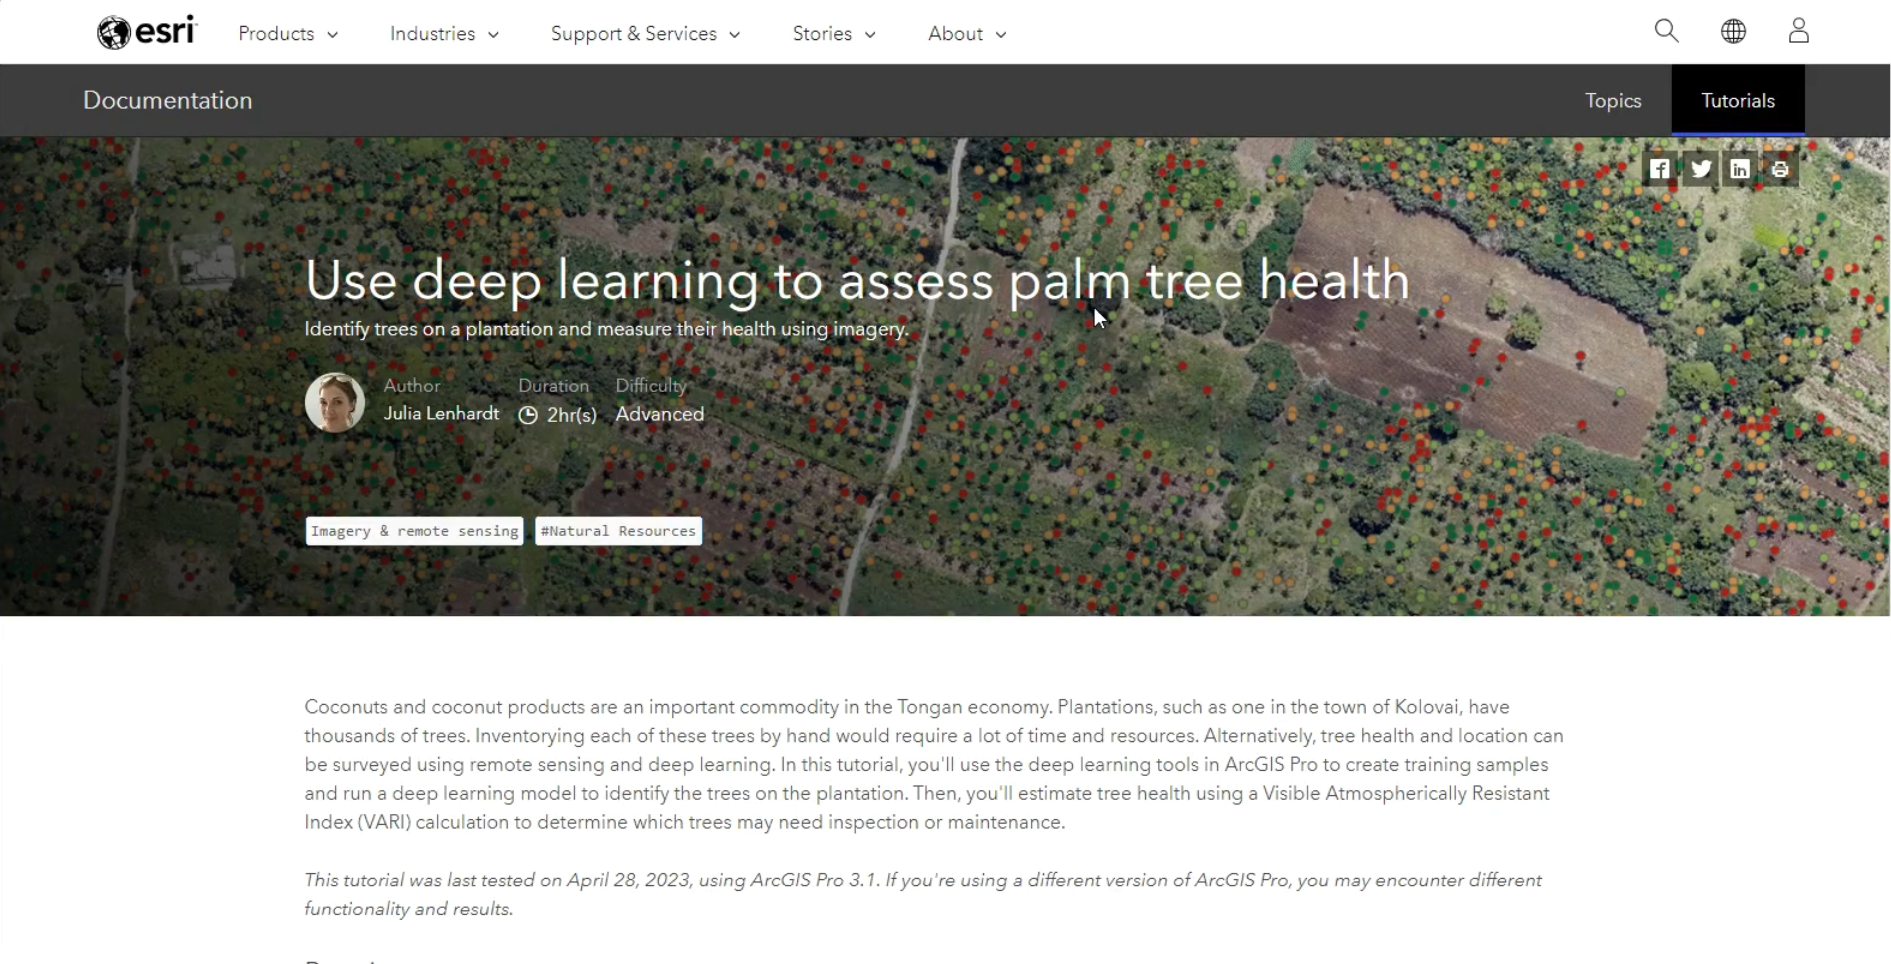 esri Products Industries Support & Services Stories About
Documentation Topics Tutorials
Use deep learning to assess palm tree health
Identify trees on a plantation and measure their health using imagery.
Author Duration Difficulty
Julia Lenhardt 2hr(s) Advanced
Imagery & remote sensing #Natural Resources
Coconuts and coconut products are an important commodity in the Tongan economy. Plantations, such as one in the town of Kolovai, have
thousands of trees. Inventorying each of these trees by hand would require a lot of time and resources. Alternatively, tree health and location can
be surveyed using remote sensing and deep learning. In this tutorial, you'll use the deep learning tools in ArcGIS Pro to create training samples
and run a deep learning model to identify the trees on the plantation. Then, you'll estimate tree health using a Visible Atmospherically Resistant
Index (VARI) calculation to determine which trees may need inspection or maintenance.
This tutorial was last tested on April 28, 2023, using ArcGIS Pro 3.1. If you're using a different version of ArcGIS Pro, you may encounter different
functionality and results.